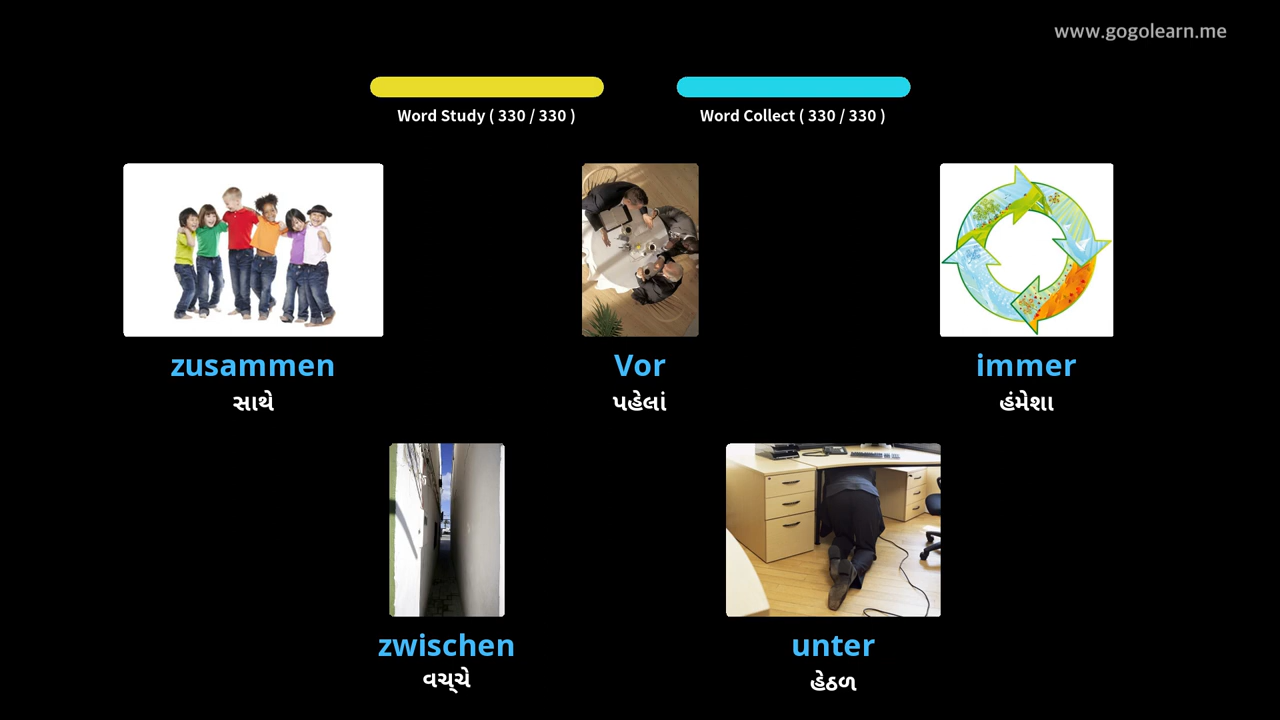 www.gogolearn.me
Word Study ( 330 / 330 )
Word Collect ( 330 / 330 )
zusammen
સાથે
Vor
પહેલાં
immer
હંમેશા
zwischen
વચ્ચે
unter
હેઠળ